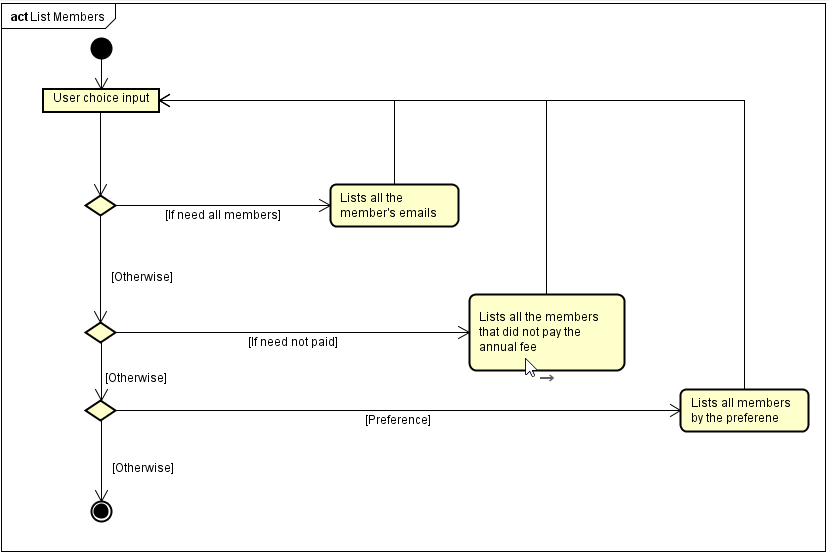 act List Members
User choice input
Lists all the
member's emails
[If need all members]
[Otherwise]
Lists all the members
that did not pay the
annual fee
[If need not paid]
[Otherwise]
Lists all members
by the preferene
[Preference]
[Otherwise]